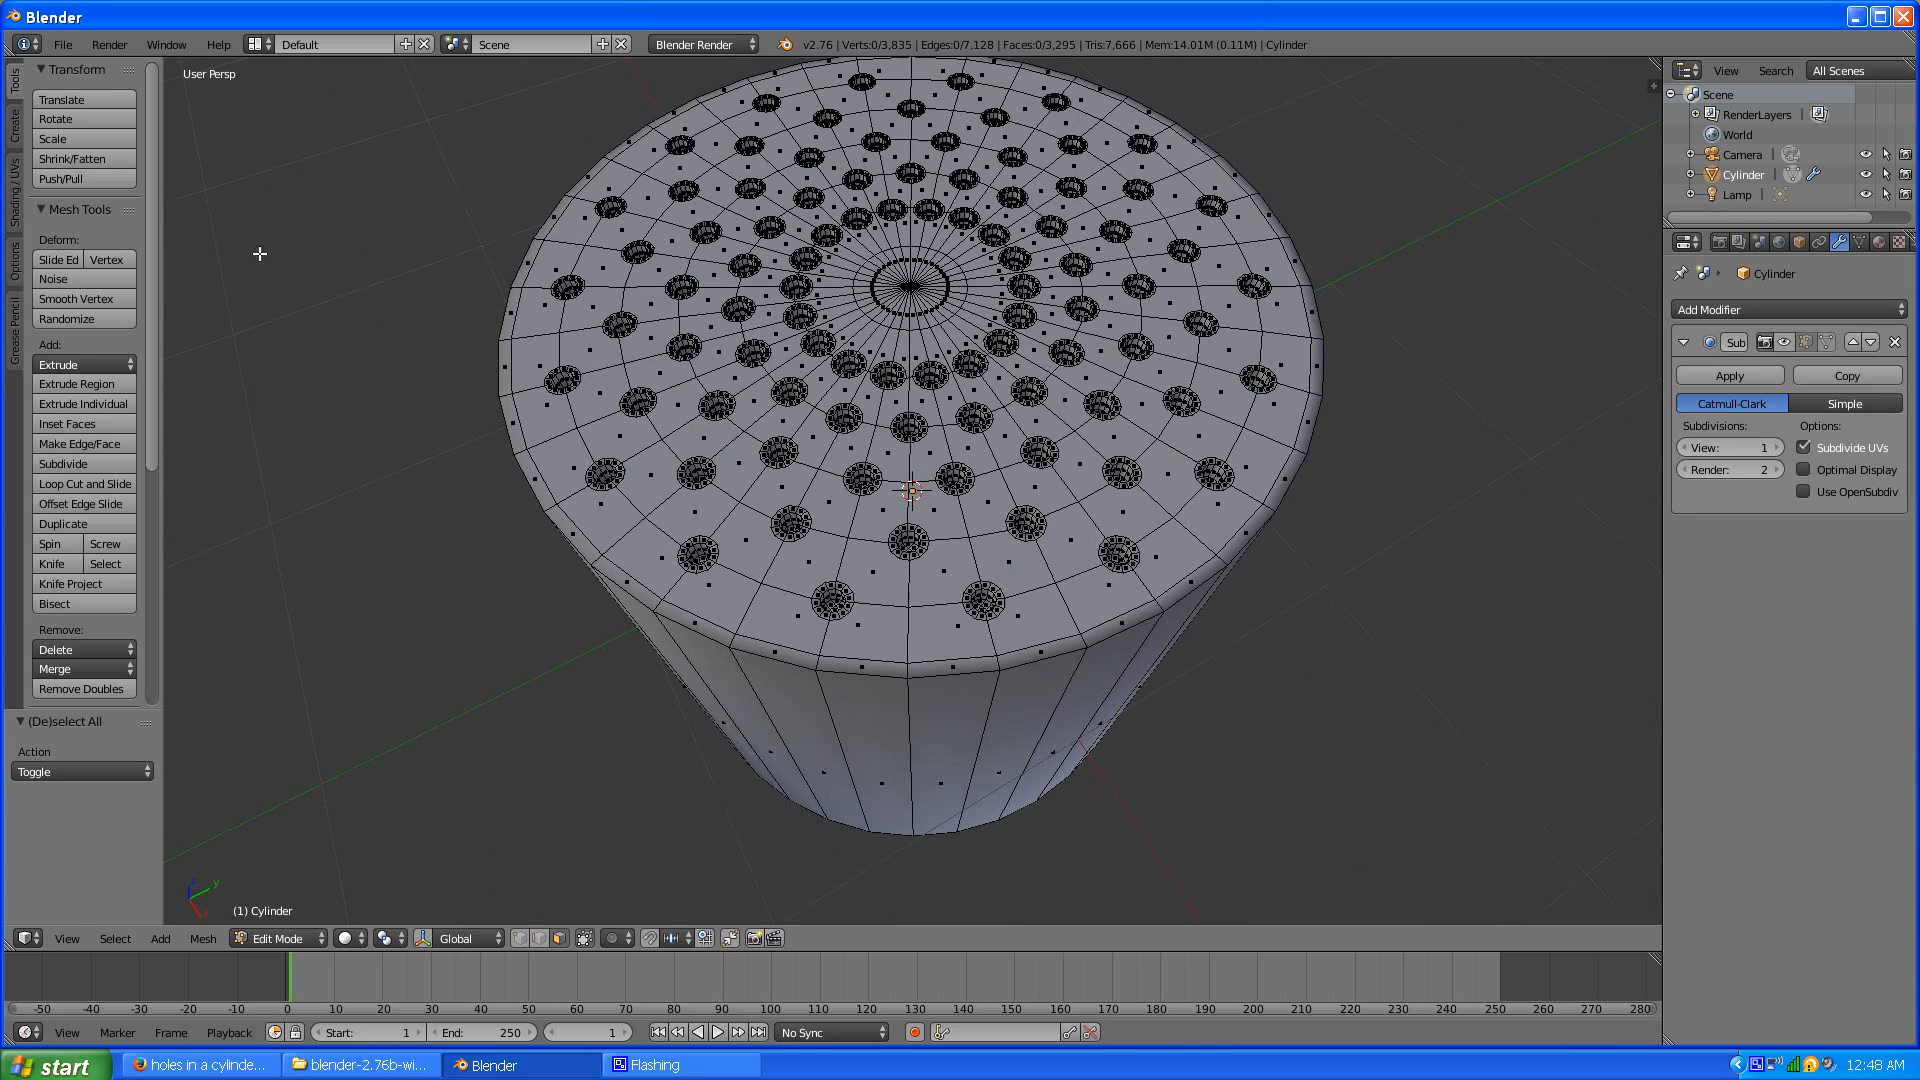 Blender
File Render Window Help Default Scene Blender Render v2.76 | Verts:0/3,835 | Edges:0/7,128 | Faces:0/3,295 | Tris:7,666 | Mem:14.01M (0.11M) | Cylinder
Tools
Create
Shading / UVs
Options
Grease Pencil
Transform
Translate
Rotate
Scale
Shrink/Fatten
Push/Pull
Mesh Tools
Deform:
Slide Ed Vertex
Noise
Smooth Vertex
Randomize
Add:
Extrude
Extrude Region
Extrude Individual
Inset Faces
Make Edge/Face
Subdivide
Loop Cut and Slide
Offset Edge Slide
Duplicate
Spin Screw
Knife Select
Knife Project
Bisect
Remove:
Delete
Merge
Remove Doubles
(De)select All
Action
Toggle
User Persp
y
(1) Cylinder
View Search All Scenes
Scene
RenderLayers
World
Camera
Cylinder
Lamp
Cylinder
Add Modifier
Sub
Apply Copy
Catmull-Clark Simple
Subdivisions: Options:
View: 1 Subdivide UVs
Render: 2 Optimal Display
Use OpenSubdiv
View Select Add Mesh Edit Mode Global
-50 -40 -30 -20 -10 0 10 20 30 40 50 60 70 80 90 100 110 120 130 140 150 160 170 180 190 200 210 220 230 240 250 260 270 280
View Marker Frame Playback Start: 1 End: 250 1 No Sync
start holes in a cylinde... blender-2.76b-wi... Blender Flashing 12:48 AM